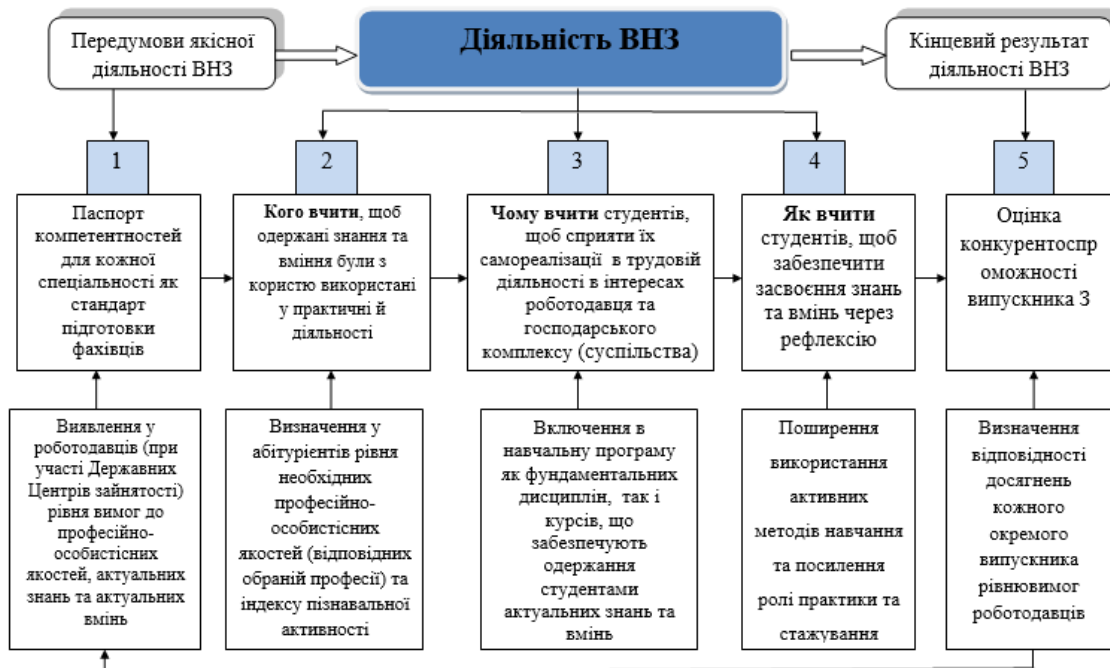 Передумови якісної
діяльності ВНЗ
Діяльність ВНЗ
Кінцевий результат
діяльності ВНЗ
1
2
3
4
5
Паспорт
компетентностей
для кожної
спеціальності як
стандарт
підготовки
фахівців
Кого вчити, щоб
одержані знання та
вміння були з
користю використані
у практичні й
діяльності
Чому вчити студентів,
щоб сприяти їх
самореалізації в трудовій
діяльності в інтересах
роботодавця та
господарського
комплексу (суспільства)
Як вчити
студентів, щоб
забезпечити
засвоєння знань
та вмінь через
рефлексію
Оцінка
конкурентоспр
оможності
випускника З
Виявлення у
роботодавців (при
участі Державних
Центрів зайнятості)
рівня вимог до
професійно-
особистісних
якостей, актуальних
знань та актуальних
вмінь
Визначення у
абітурієнтів рівня
необхідних
професійно-
особистісних
якостей (відповідних
обраній професії) та
індексу пізнавальної
активності
Включення в
навчальну програму
як фундаментальних
дисциплін, так і
курсів, що
забезпечують
одержання
студентами
актуальних знань та
вмінь
Поширення
використання
активних
методів навчання
та посилення
ролі практики та
стажування
Визначення
відповідності
досягнень
кожного
окремого
випускника
рівнювимог
роботодавців